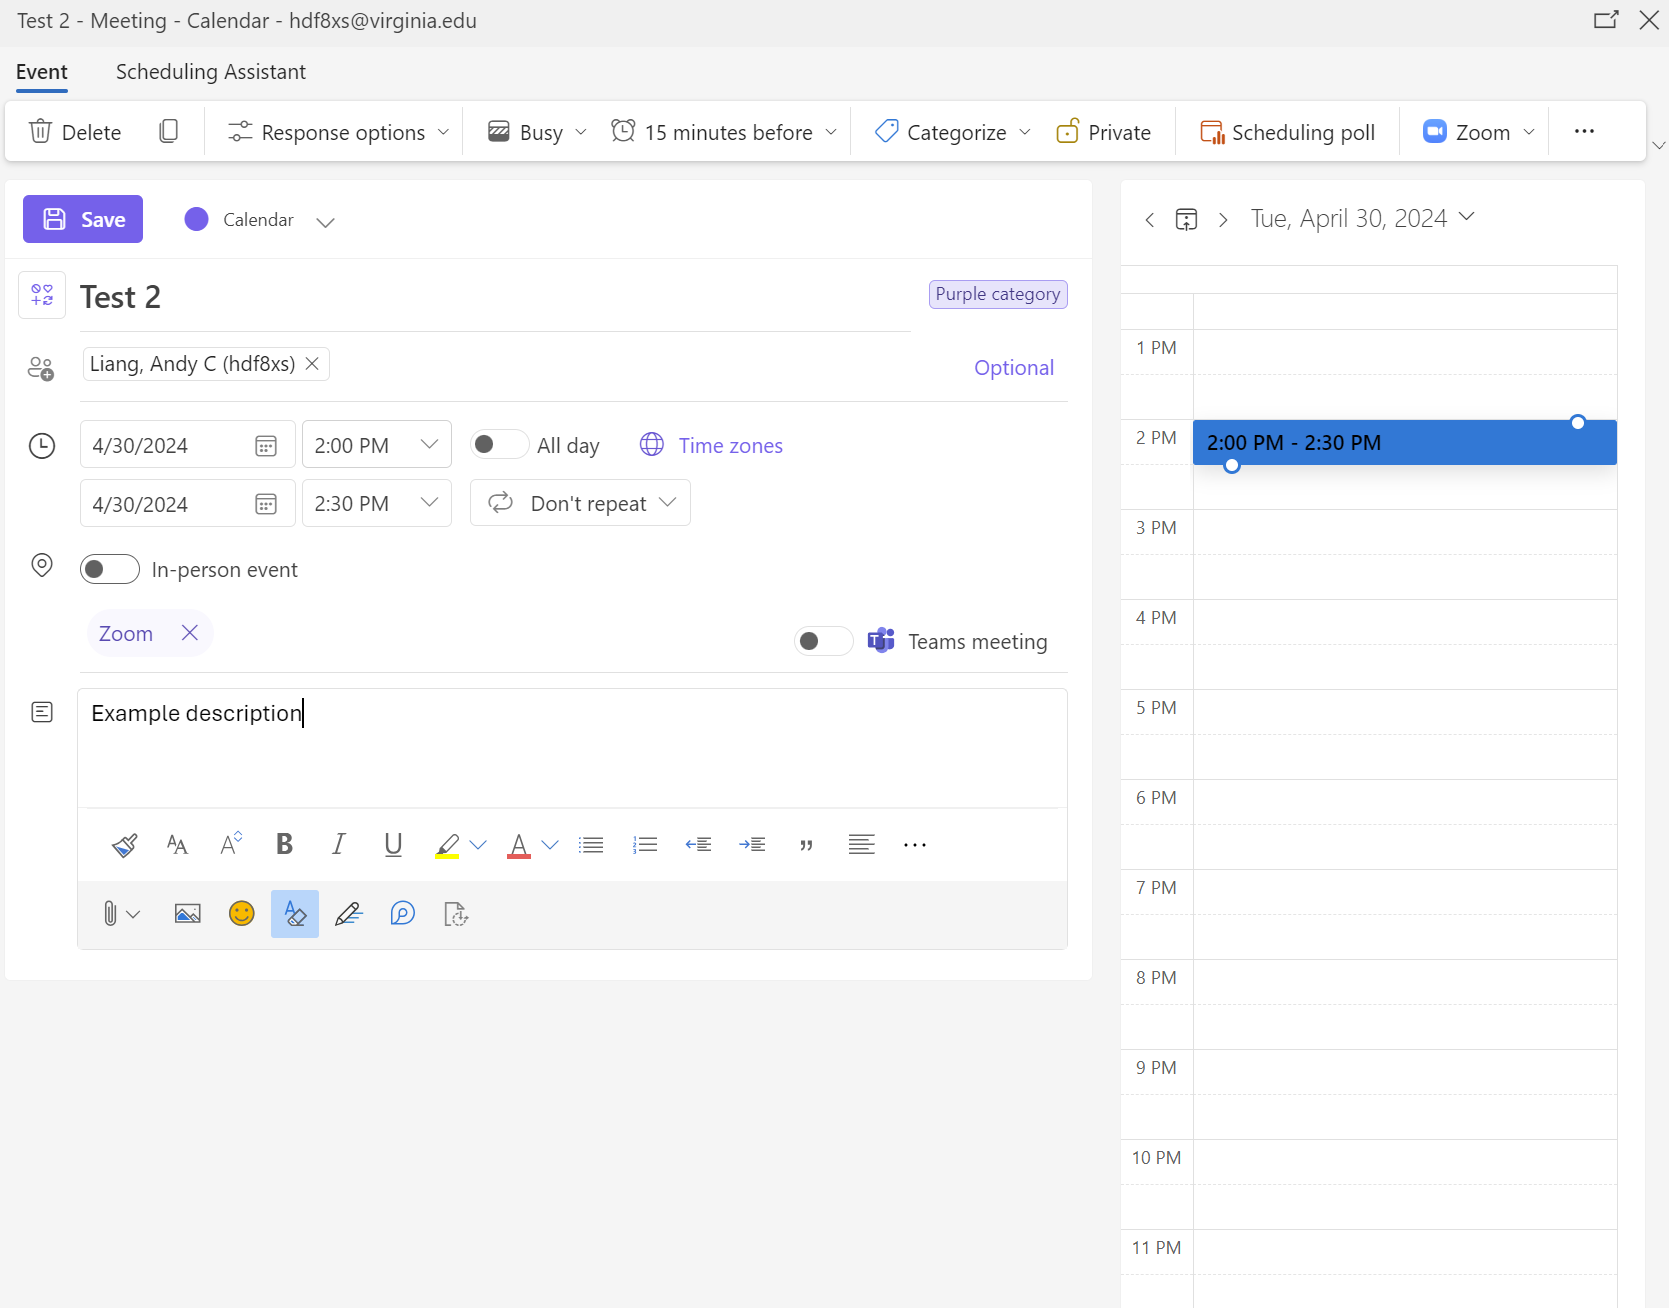 Test 2 - Meeting - Calendar - hdf8xs@virginia.edu
Event Scheduling Assistant
Delete Response options Busy 15 minutes before Categorize Private Scheduling poll Zoom
Save Calendar
Test 2 Purple category
Liang, Andy C (hdf8xs) Optional
4/30/2024 2:00 PM All day Time zones
4/30/2024 2:30 PM Don't repeat
In-person event
Zoom Teams meeting
Example description
Tue, April 30, 2024
1 PM
2 PM 2:00 PM - 2:30 PM
3 PM
4 PM
5 PM
6 PM
7 PM
8 PM
9 PM
10 PM
11 PM